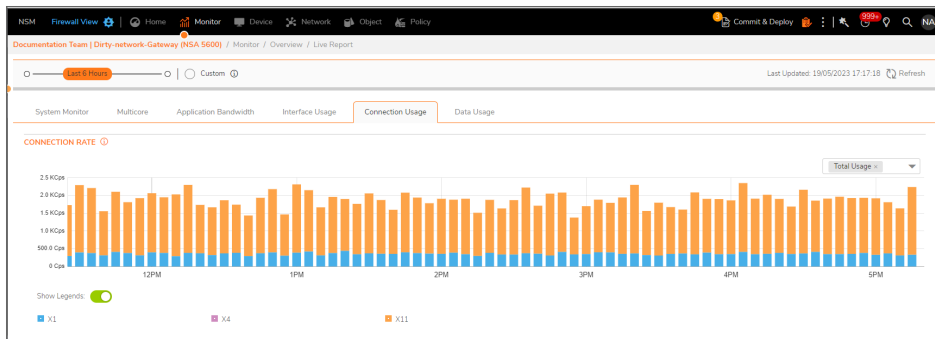 NSM Firewall View Home Monitor Device Network Object Policy 3 Commit & Deploy 999+ NA
Documentation Team | Dirty-network-Gateway (NSA 5600) / Monitor / Overview / Live Report
Last 6 Hours Custom Last Updated: 19/05/2023 17:17:18 Refresh
System Monitor Multicore Application Bandwidth Interface Usage Connection Usage Data Usage
CONNECTION RATE
Total Usage ×
2.5 KCps
2.0 KCps
1.5 KCps
1.0 KCps
500.0 Cps
0 Cps
12PM 1PM 2PM 3PM 4PM 5PM
Show Legends:
X1 X4 X11